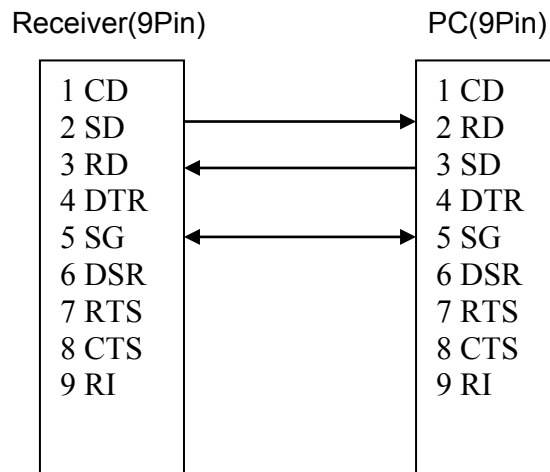 Receiver(9Pin)
PC(9Pin)
1 CD
2 SD
3 RD
4 DTR
5 SG
6 DSR
7 RTS
8 CTS
9 RI
1 CD
2 RD
3 SD
4 DTR
5 SG
6 DSR
7 RTS
8 CTS
9 RI